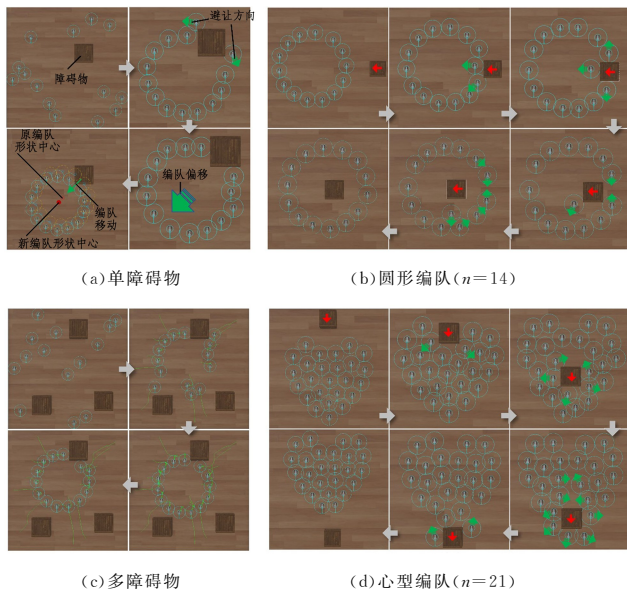 避让方向
障碍物
原编队
形状中心
编队偏移
编队
移动
新编队形状中心
(a)单障碍物
(b)圆形编队(n=14)
(c)多障碍物
(d)心型编队(n=21)